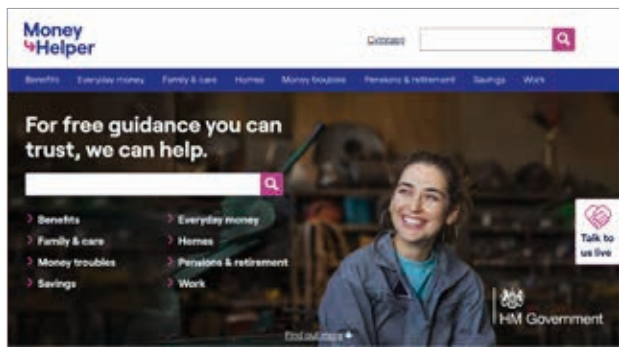 Money
Helper
Cymraeg
Benefits Everyday money Family & care Homes Money troubles Pensions & retirement Savings Work
For free guidance you can
trust, we can help.
Benefits
Family & care
Money troubles
Savings
Everyday money
Homes
Pensions & retirement
Work
Talk to
us live
HM Government
Find out more